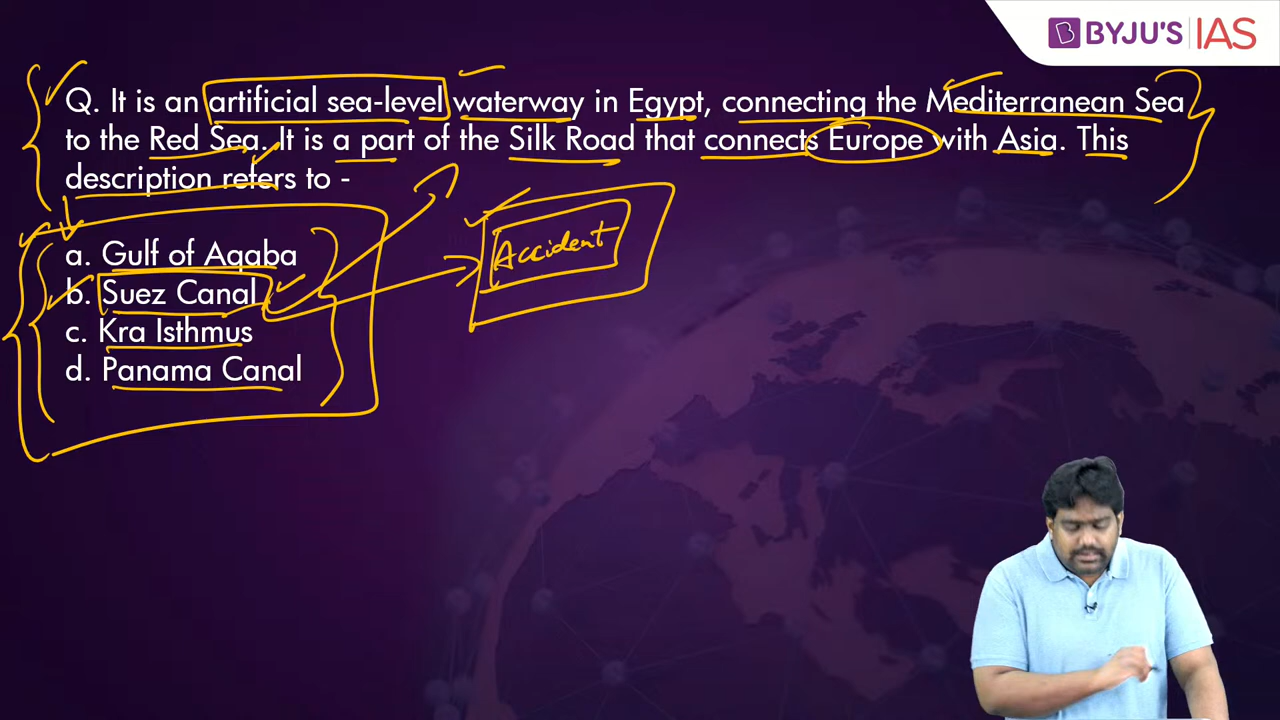 BYJU'S IAS
Q. It is an artificial sea-level waterway in Egypt, connecting the Mediterranean Sea
to the Red Sea. It is a part of the Silk Road that connects Europe with Asia. This
description refers to -
a. Gulf of Aqaba
b. Suez Canal
c. Kra Isthmus
d. Panama Canal
Accident